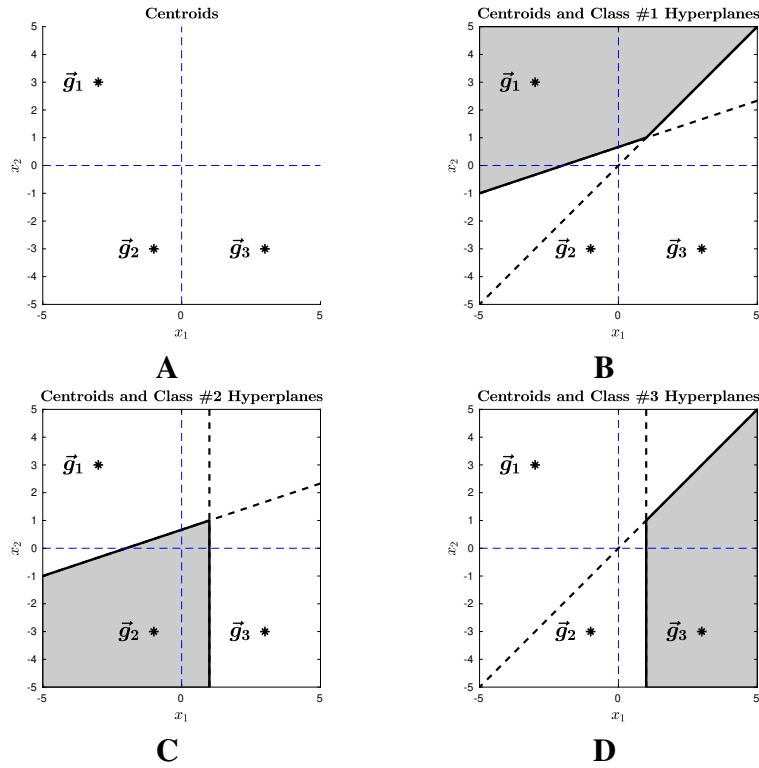 Centroids
5
4
3
2
1
0
-1
-2
-3
-4
-5
x₂
g⃗₁
g⃗₂
g⃗₃
-5 0 5
x₁
A
Centroids and Class #1 Hyperplanes
5
4
3
2
1
0
-1
-2
-3
-4
-5
x₂
g⃗₁
g⃗₂
g⃗₃
-5 0 5
x₁
B
Centroids and Class #2 Hyperplanes
5
4
3
2
1
0
-1
-2
-3
-4
-5
x₂
g⃗₁
g⃗₂
g⃗₃
-5 0 5
x₁
C
Centroids and Class #3 Hyperplanes
5
4
3
2
1
0
-1
-2
-3
-4
-5
x₂
g⃗₁
g⃗₂
g⃗₃
-5 0 5
x₁
D